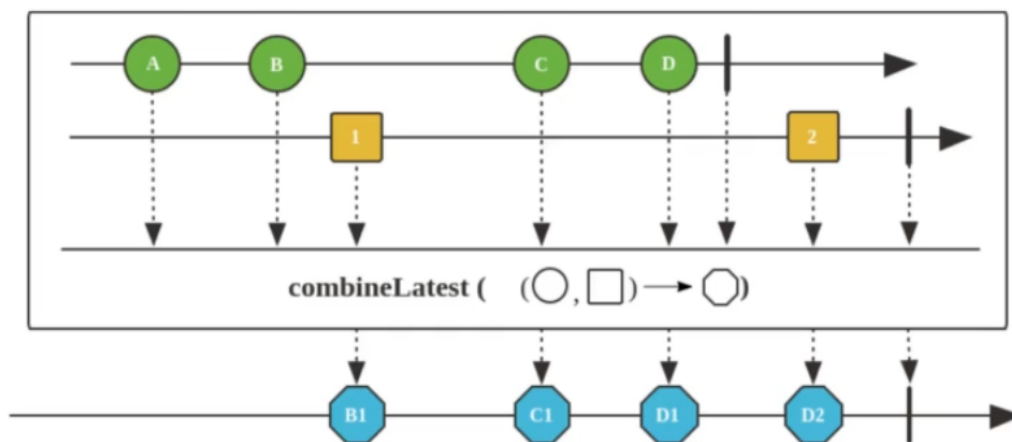 A B C D
1 2
combineLatest ( ( , ) )
B1 C1 D1 D2